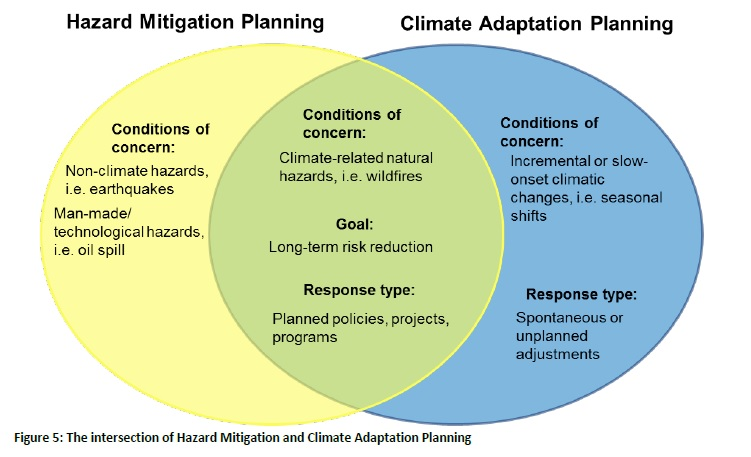 Hazard Mitigation Planning
Climate Adaptation Planning
Conditions of
concern:
Non-climate hazards,
i.e. earthquakes
Man-made/
technological hazards,
i.e. oil spill
Conditions of
concern:
Climate-related natural
hazards, i.e. wildfires
Goal:
Long-term risk reduction
Response type:
Planned policies, projects,
programs
Conditions of
concern:
Incremental or slow-
onset climatic
changes, i.e. seasonal
shifts
Response type:
Spontaneous or
unplanned
adjustments
Figure 5: The intersection of Hazard Mitigation and Climate Adaptation Planning